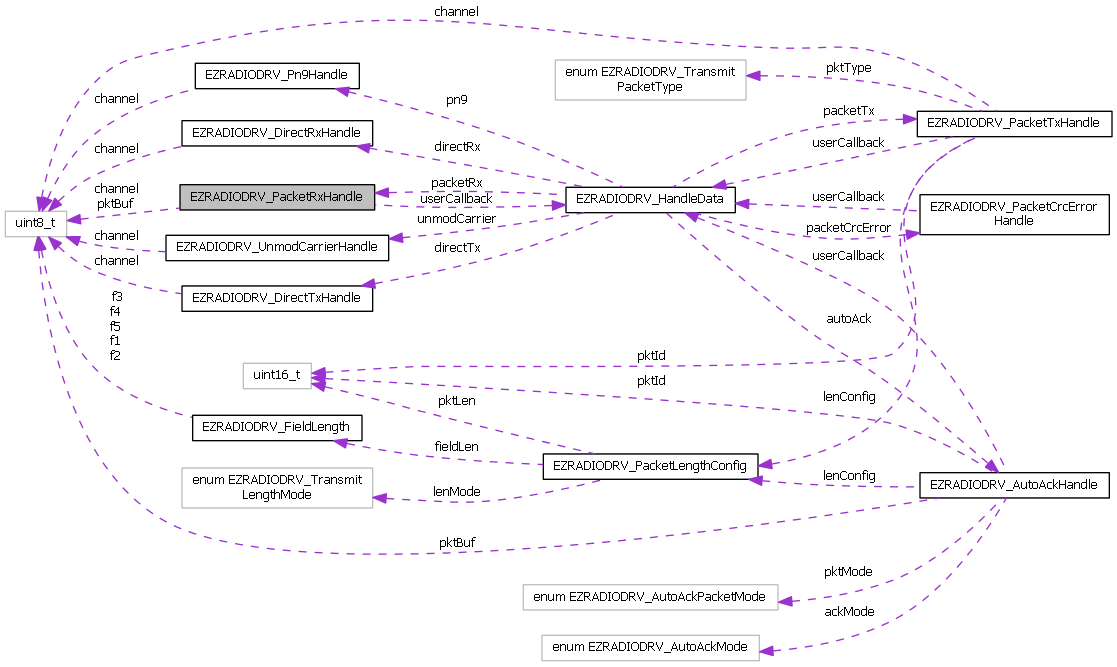 channel
EZRADIODRV_Pn9Handle
enum EZRADIODRV_Transmit
PacketType
pktType
channel
pn9
packetTx
EZRADIODRV_PacketTxHandle
EZRADIODRV_DirectRxHandle
channel
directRx
userCallback
channel
pktBuf
EZRADIODRV_PacketRxHandle
packetRx
userCallback
EZRADIODRV_HandleData
userCallback
EZRADIODRV_PacketCrcError
Handle
uint8_t
channel
EZRADIODRV_UnmodCarrierHandle
unmodCarrier
packetCrcError
channel
directTx
userCallback
EZRADIODRV_DirectTxHandle
f3
f4
f5
f1
f2
autoAck
pktId
uint16_t
pktId
pktLen
lenConfig
EZRADIODRV_FieldLength
fieldLen
EZRADIODRV_PacketLengthConfig
enum EZRADIODRV_Transmit
LengthMode
lenMode
lenConfig
EZRADIODRV_AutoAckHandle
pktBuf
pktMode
enum EZRADIODRV_AutoAckPacketMode
ackMode
enum EZRADIODRV_AutoAckMode